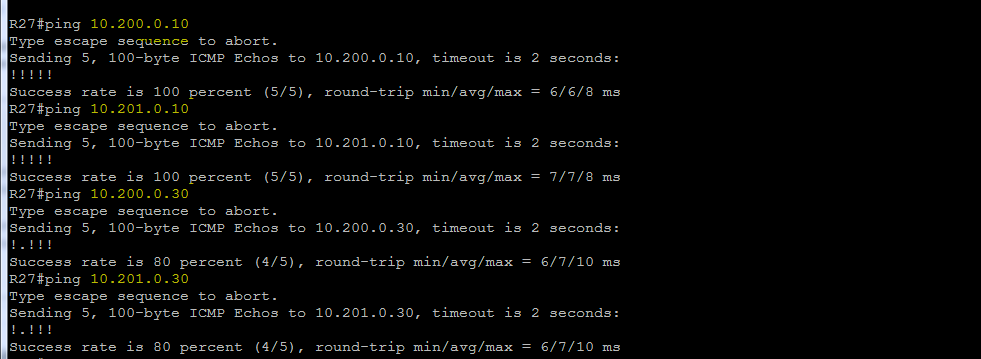 R27#ping 10.200.0.10
Type escape sequence to abort.
Sending 5, 100-byte ICMP Echos to 10.200.0.10, timeout is 2 seconds:
!!!!!
Success rate is 100 percent (5/5), round-trip min/avg/max = 6/6/8 ms
R27#ping 10.201.0.10
Type escape sequence to abort.
Sending 5, 100-byte ICMP Echos to 10.201.0.10, timeout is 2 seconds:
!!!!!
Success rate is 100 percent (5/5), round-trip min/avg/max = 7/7/8 ms
R27#ping 10.200.0.30
Type escape sequence to abort.
Sending 5, 100-byte ICMP Echos to 10.200.0.30, timeout is 2 seconds:
!.!!!
Success rate is 80 percent (4/5), round-trip min/avg/max = 6/7/10 ms
R27#ping 10.201.0.30
Type escape sequence to abort.
Sending 5, 100-byte ICMP Echos to 10.201.0.30, timeout is 2 seconds:
!.!!!
Success rate is 80 percent (4/5), round-trip min/avg/max = 6/7/10 ms